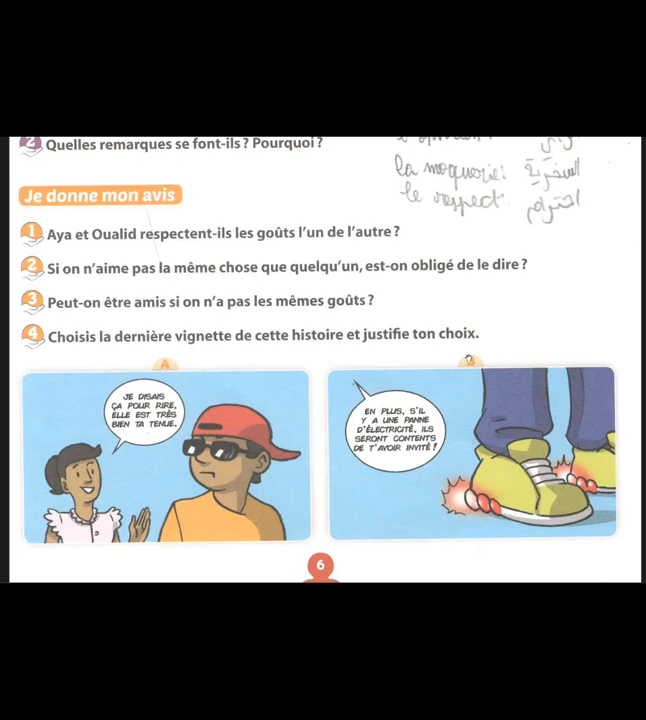 2 Quelles remarques se font-ils ? Pourquoi ?
la moquerie : السخرية
le respect احترام
Je donne mon avis
1 Aya et Oualid respectent-ils les goûts l'un de l'autre ?
2 Si on n'aime pas la même chose que quelqu'un, est-on obligé de le dire ?
3 Peut-on être amis si on n'a pas les mêmes goûts ?
4 Choisis la dernière vignette de cette histoire et justifie ton choix.
A
JE DISAIS
ÇA POUR RIRE,
ELLE EST TRÈS
BIEN TA TENUE.
B
EN PLUS, S'IL
Y A UNE PANNE
D'ÉLECTRICITÉ, ILS
SERONT CONTENTS
DE T'AVOIR INVITÉ !
6